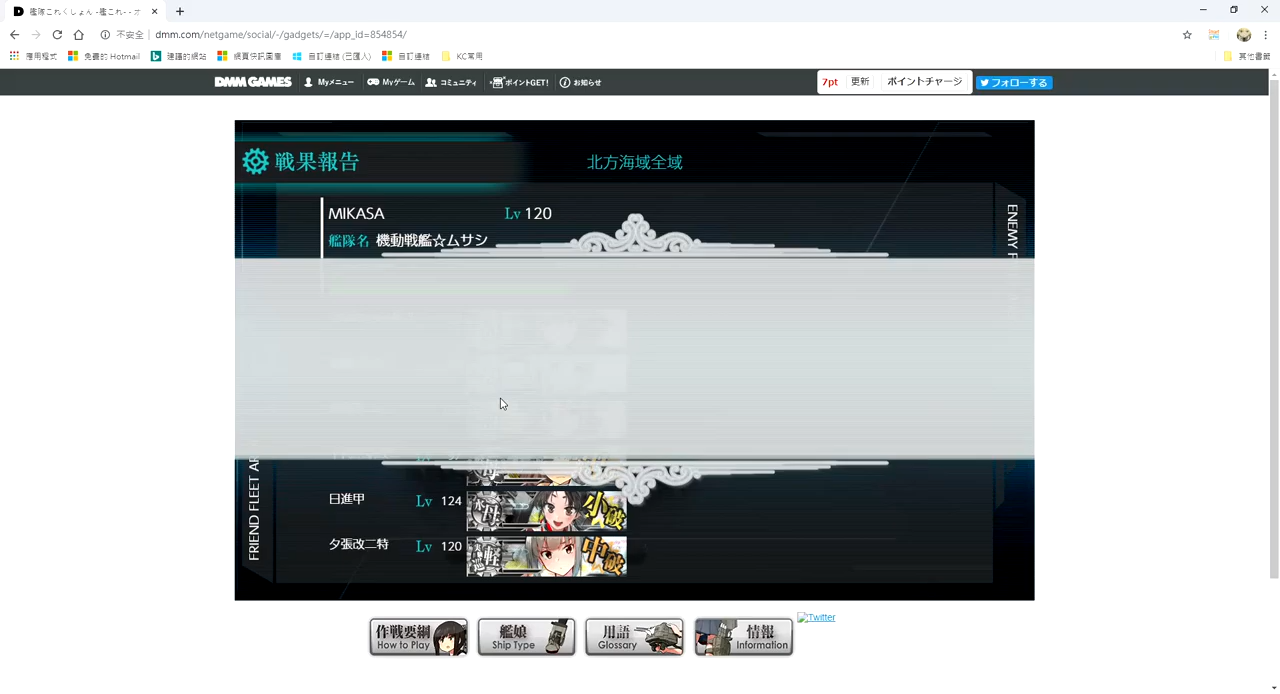 艦隊これくしょん -艦これ- - オ
不安全 dmm.com/netgame/social/-/gadgets/=/app_id=854854/
應用程式 免費的 Hotmail 建議的網站 網頁快訊圖庫 自訂連結 (已匯入) 自訂連結 KC常用 其他書籤
DMM GAMES Myメニュー Myゲーム コミュニティ ポイントGET! お知らせ 7pt 更新 ポイントチャージ フォローする
戦果報告 北方海域全域
MIKASA Lv 120
艦隊名 機動戦艦☆ムサシ
日進甲 Lv 124 水母 小破
夕張改二特 Lv 120 軽 中破
FRIEND FLEET
ENEMY
Twitter
作戦要綱 艦娘 用語 情報
How to Play Ship Type Glossary Information